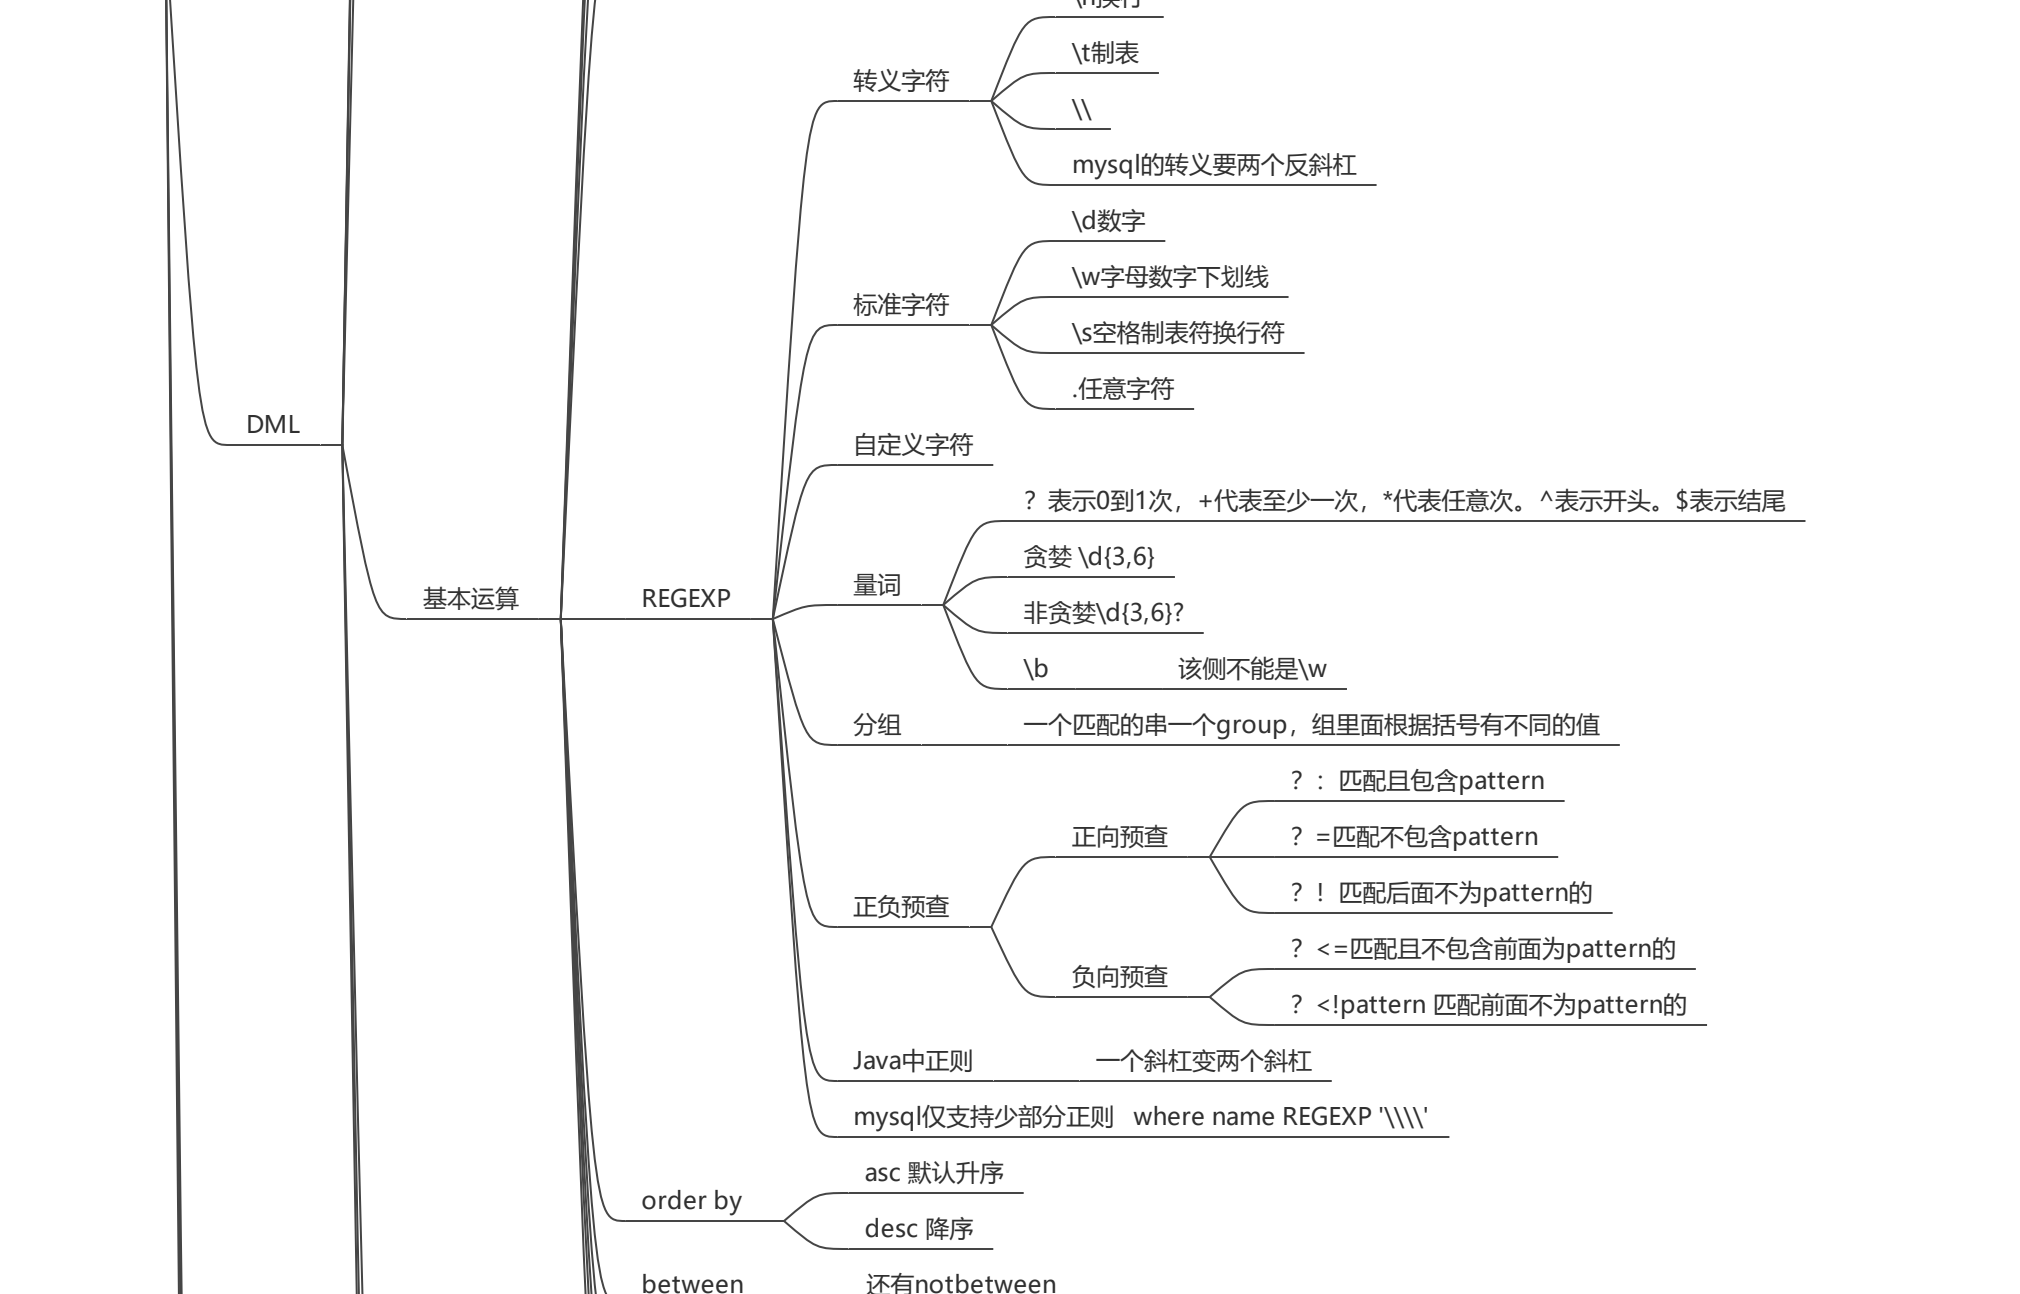 \n换行
\t制表
转义字符
\\
mysql的转义要两个反斜杠
\d数字
\w字母数字下划线
标准字符
\s空格制表符换行符
.任意字符
DML
自定义字符
？表示0到1次，+代表至少一次，*代表任意次。^表示开头。$表示结尾
贪婪 \d{3,6}
量词
基本运算 REGEXP
非贪婪\d{3,6}?
\b 该侧不能是\w
分组 一个匹配的串一个group，组里面根据括号有不同的值
？：匹配且包含pattern
正向预查 ？=匹配不包含pattern
？！匹配后面不为pattern的
正负预查
？<=匹配且不包含前面为pattern的
负向预查
？<!pattern 匹配前面不为pattern的
Java中正则 一个斜杠变两个斜杠
mysql仅支持少部分正则 where name REGEXP '\\\\'
asc 默认升序
order by
desc 降序
between 还有notbetween